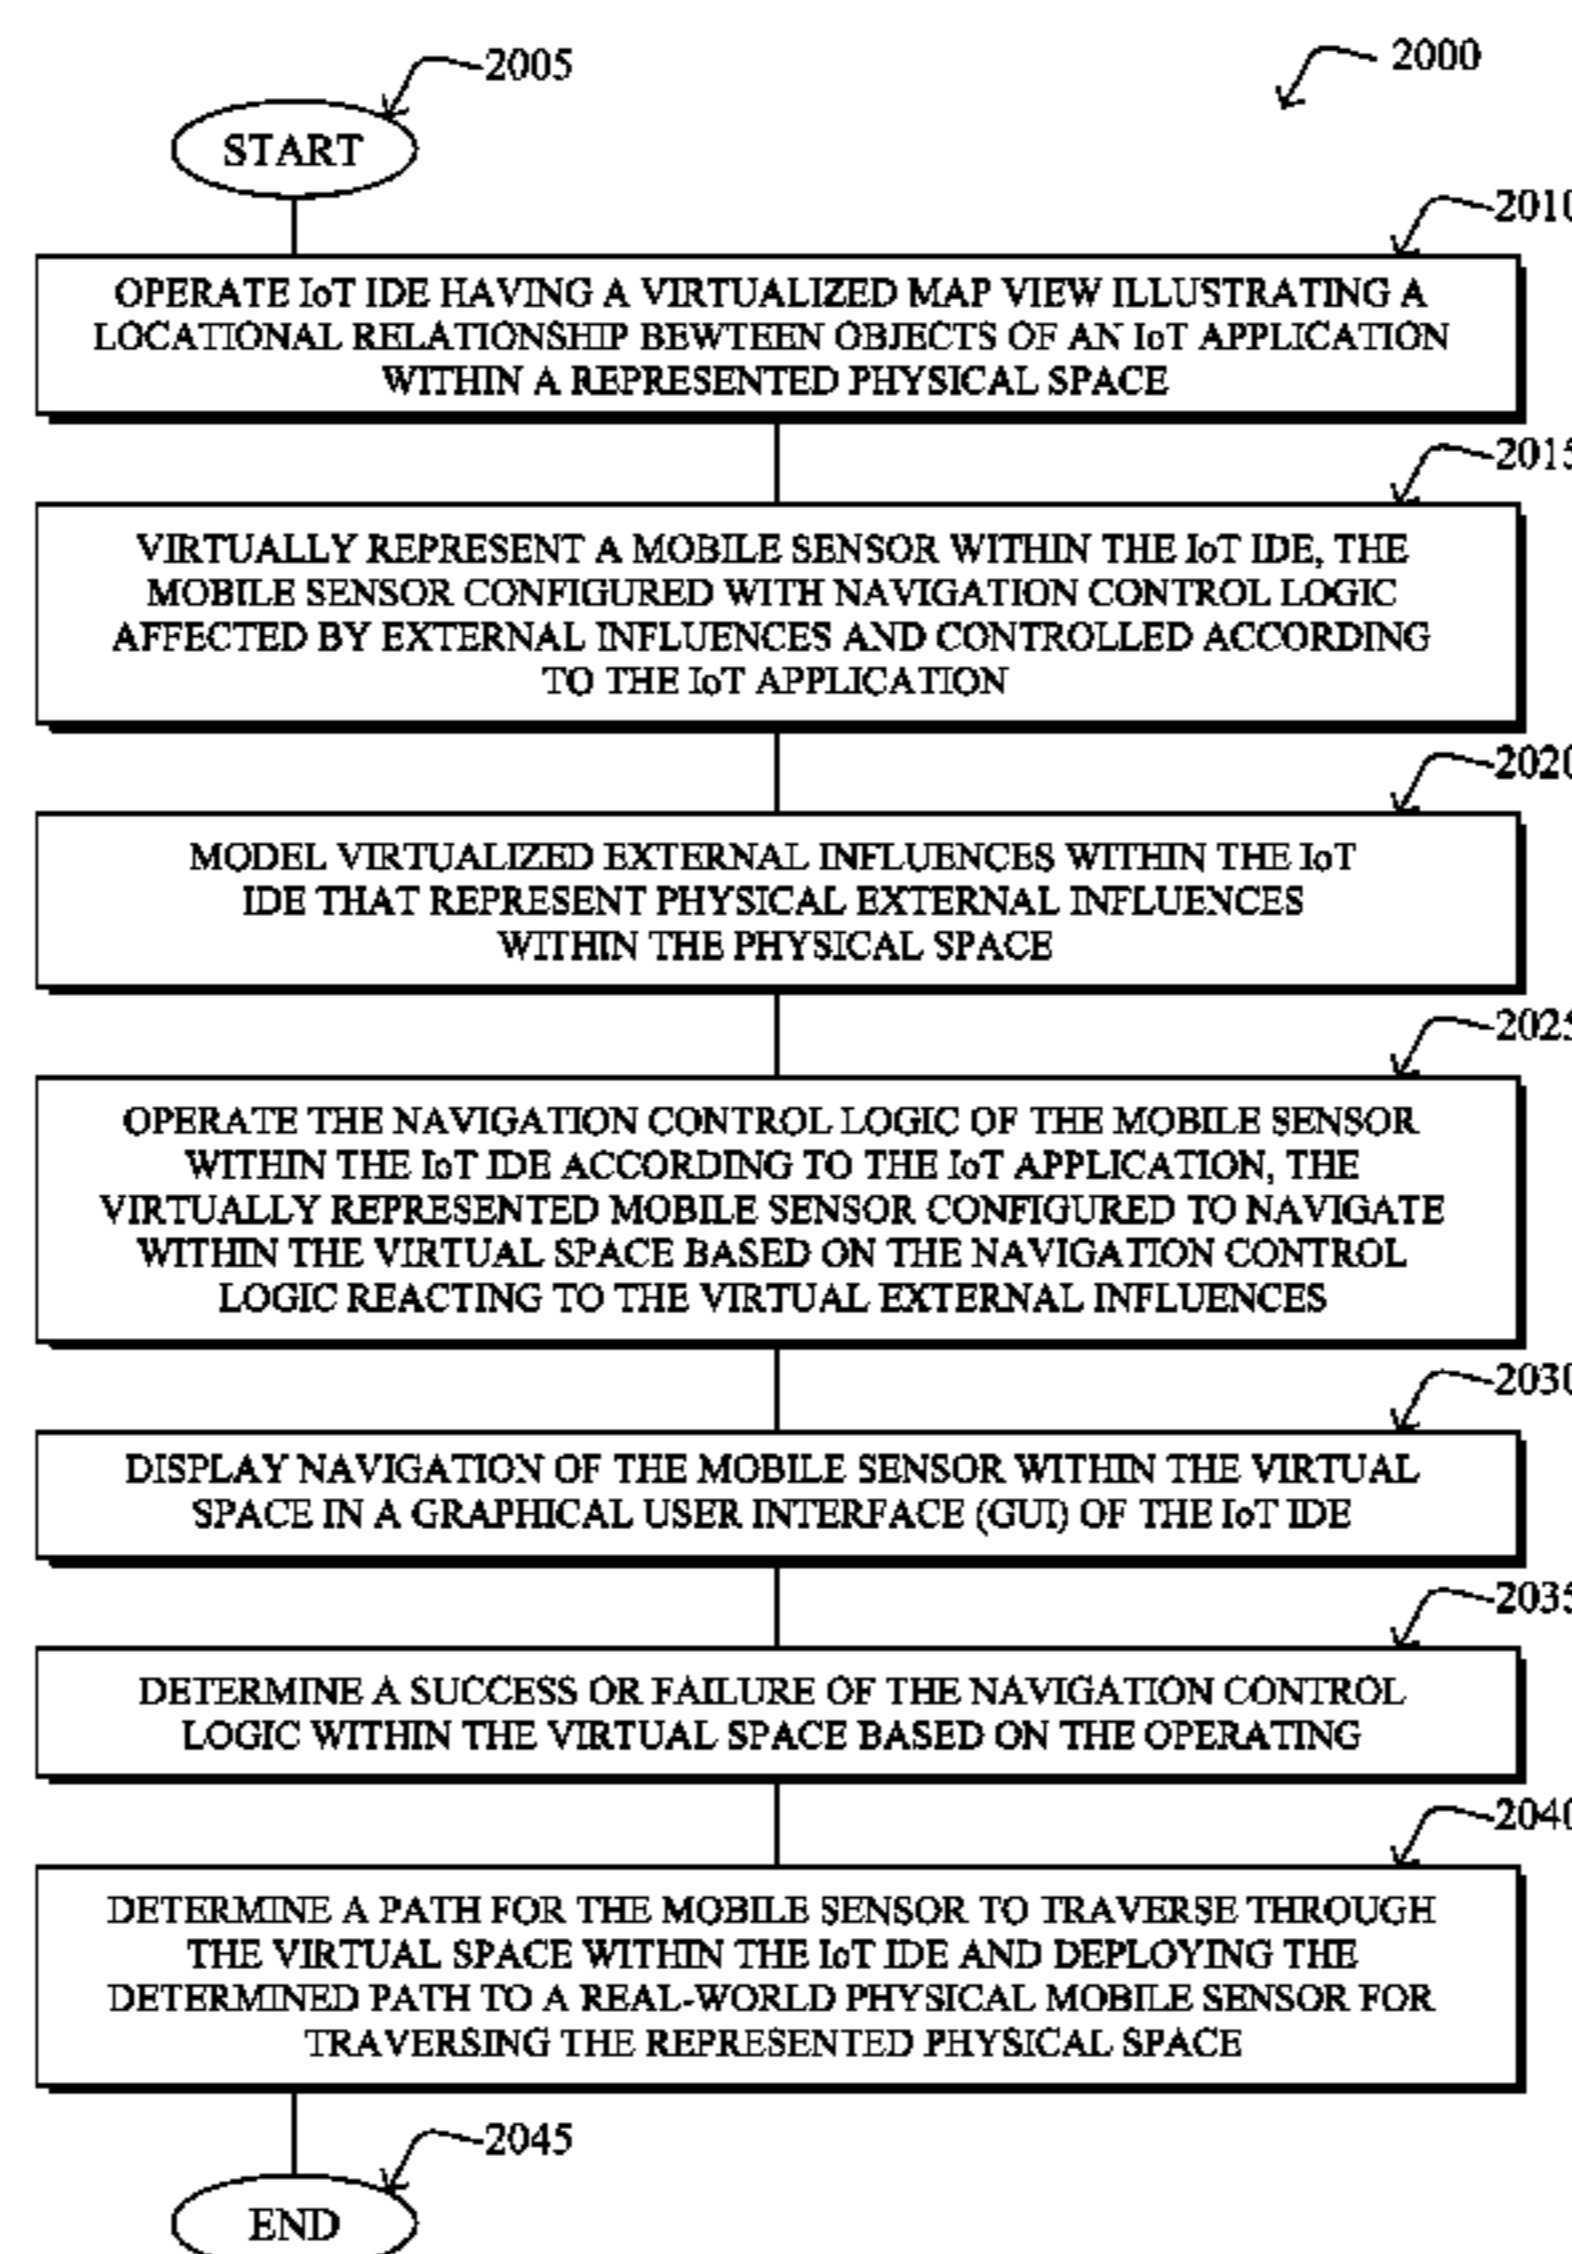 2005
2000
START
2010
OPERATE IoT IDE HAVING A VIRTUALIZED MAP VIEW ILLUSTRATING A
LOCATIONAL RELATIONSHIP BEWTEEN OBJECTS OF AN IoT APPLICATION
WITHIN A REPRESENTED PHYSICAL SPACE
2015
VIRTUALLY REPRESENT A MOBILE SENSOR WITHIN THE IoT IDE, THE
MOBILE SENSOR CONFIGURED WITH NAVIGATION CONTROL LOGIC
AFFECTED BY EXTERNAL INFLUENCES AND CONTROLLED ACCORDING
TO THE IoT APPLICATION
2020
MODEL VIRTUALIZED EXTERNAL INFLUENCES WITHIN THE IoT
IDE THAT REPRESENT PHYSICAL EXTERNAL INFLUENCES
WITHIN THE PHYSICAL SPACE
2025
OPERATE THE NAVIGATION CONTROL LOGIC OF THE MOBILE SENSOR
WITHIN THE IoT IDE ACCORDING TO THE IoT APPLICATION, THE
VIRTUALLY REPRESENTED MOBILE SENSOR CONFIGURED TO NAVIGATE
WITHIN THE VIRTUAL SPACE BASED ON THE NAVIGATION CONTROL
LOGIC REACTING TO THE VIRTUAL EXTERNAL INFLUENCES
2030
DISPLAY NAVIGATION OF THE MOBILE SENSOR WITHIN THE VIRTUAL
SPACE IN A GRAPHICAL USER INTERFACE (GUI) OF THE IoT IDE
2035
DETERMINE A SUCCESS OR FAILURE OF THE NAVIGATION CONTROL
LOGIC WITHIN THE VIRTUAL SPACE BASED ON THE OPERATING
2040
DETERMINE A PATH FOR THE MOBILE SENSOR TO TRAVERSE THROUGH
THE VIRTUAL SPACE WITHIN THE IoT IDE AND DEPLOYING THE
DETERMINED PATH TO A REAL-WORLD PHYSICAL MOBILE SENSOR FOR
TRAVERSING THE REPRESENTED PHYSICAL SPACE
2045
END